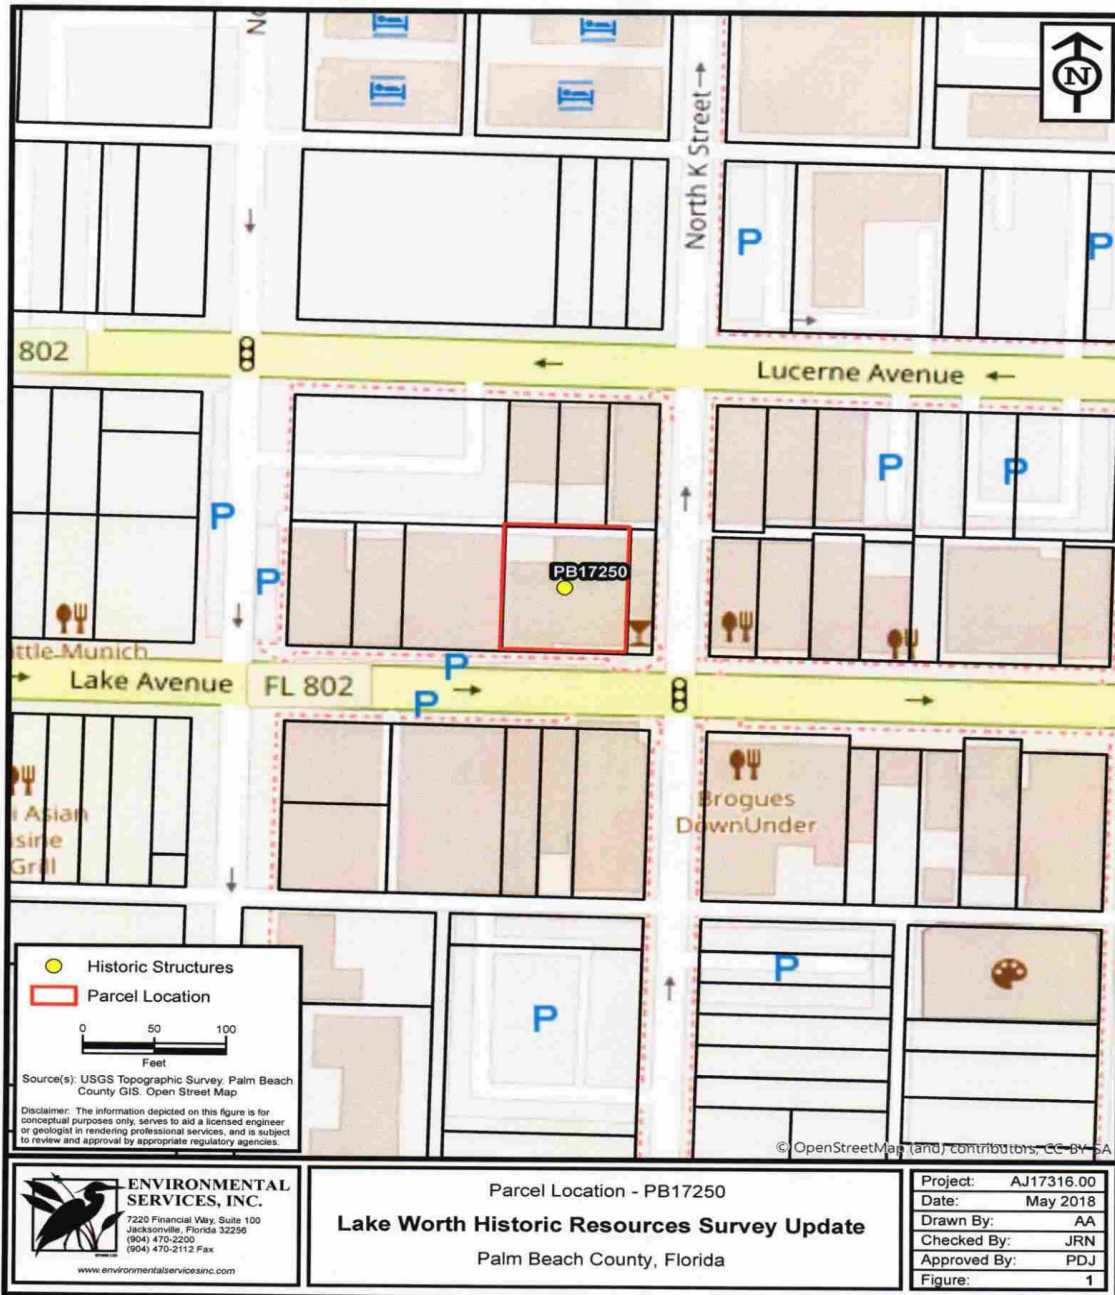 No
N
North K Street
P
P
802
Lucerne Avenue
P
P
P
P
PB17250
ttle Munich
P
Lake Avenue
FL 802
P
i Asian
isine
Grill
Brogues
DownUnder
P
P
Historic Structures
Parcel Location
0 50 100
Feet
Source(s): USGS Topographic Survey. Palm Beach
County GIS. Open Street Map
Disclaimer: The information depicted on this figure is for
conceptual purposes only, serves to aid a licensed engineer
or geologist in rendering professional services, and is subject
to review and approval by appropriate regulatory agencies.
© OpenStreetMap (and) contributors, CC-BY-SA
ENVIRONMENTAL
SERVICES, INC.
7220 Financial Way, Suite 100
Jacksonville, Florida 32256
(904) 470-2200
(904) 470-2112 Fax
www.environmentalservicesinc.com
Parcel Location - PB17250
Lake Worth Historic Resources Survey Update
Palm Beach County, Florida
Project: AJ17316.00
Date: May 2018
Drawn By: AA
Checked By: JRN
Approved By: PDJ
Figure: 1